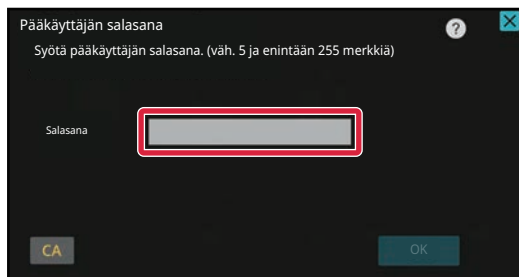 Pääkäyttäjän salasana
?
Syötä pääkäyttäjän salasana. (väh. 5 ja enintään 255 merkkiä)
Salasana
CA
OK